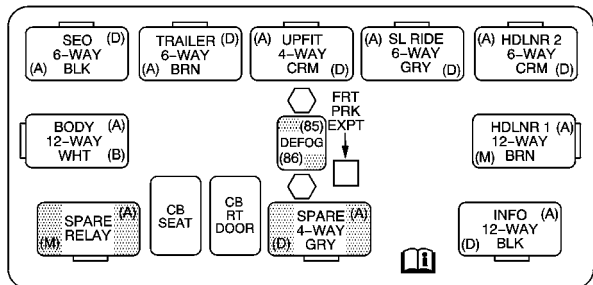 SEO (D)
6-WAY
(A) BLK
TRAILER (D)
6-WAY
(A) BRN
(A) UPFIT
4-WAY
CRM (D)
(A) SL RIDE
6-WAY
GRY (D)
(A) HDLNR 2
6-WAY
CRM (D)
BODY (A)
12-WAY
WHT (B)
(85)
DEFOG
(86)
FRT
PRK
EXPT
HDLNR 1 (A)
12-WAY
(M) BRN
SPARE (A)
(M) RELAY
CB
SEAT
CB
RT
DOOR
SPARE (A)
4-WAY
(D) GRY
INFO (A)
12-WAY
(D) BLK
i